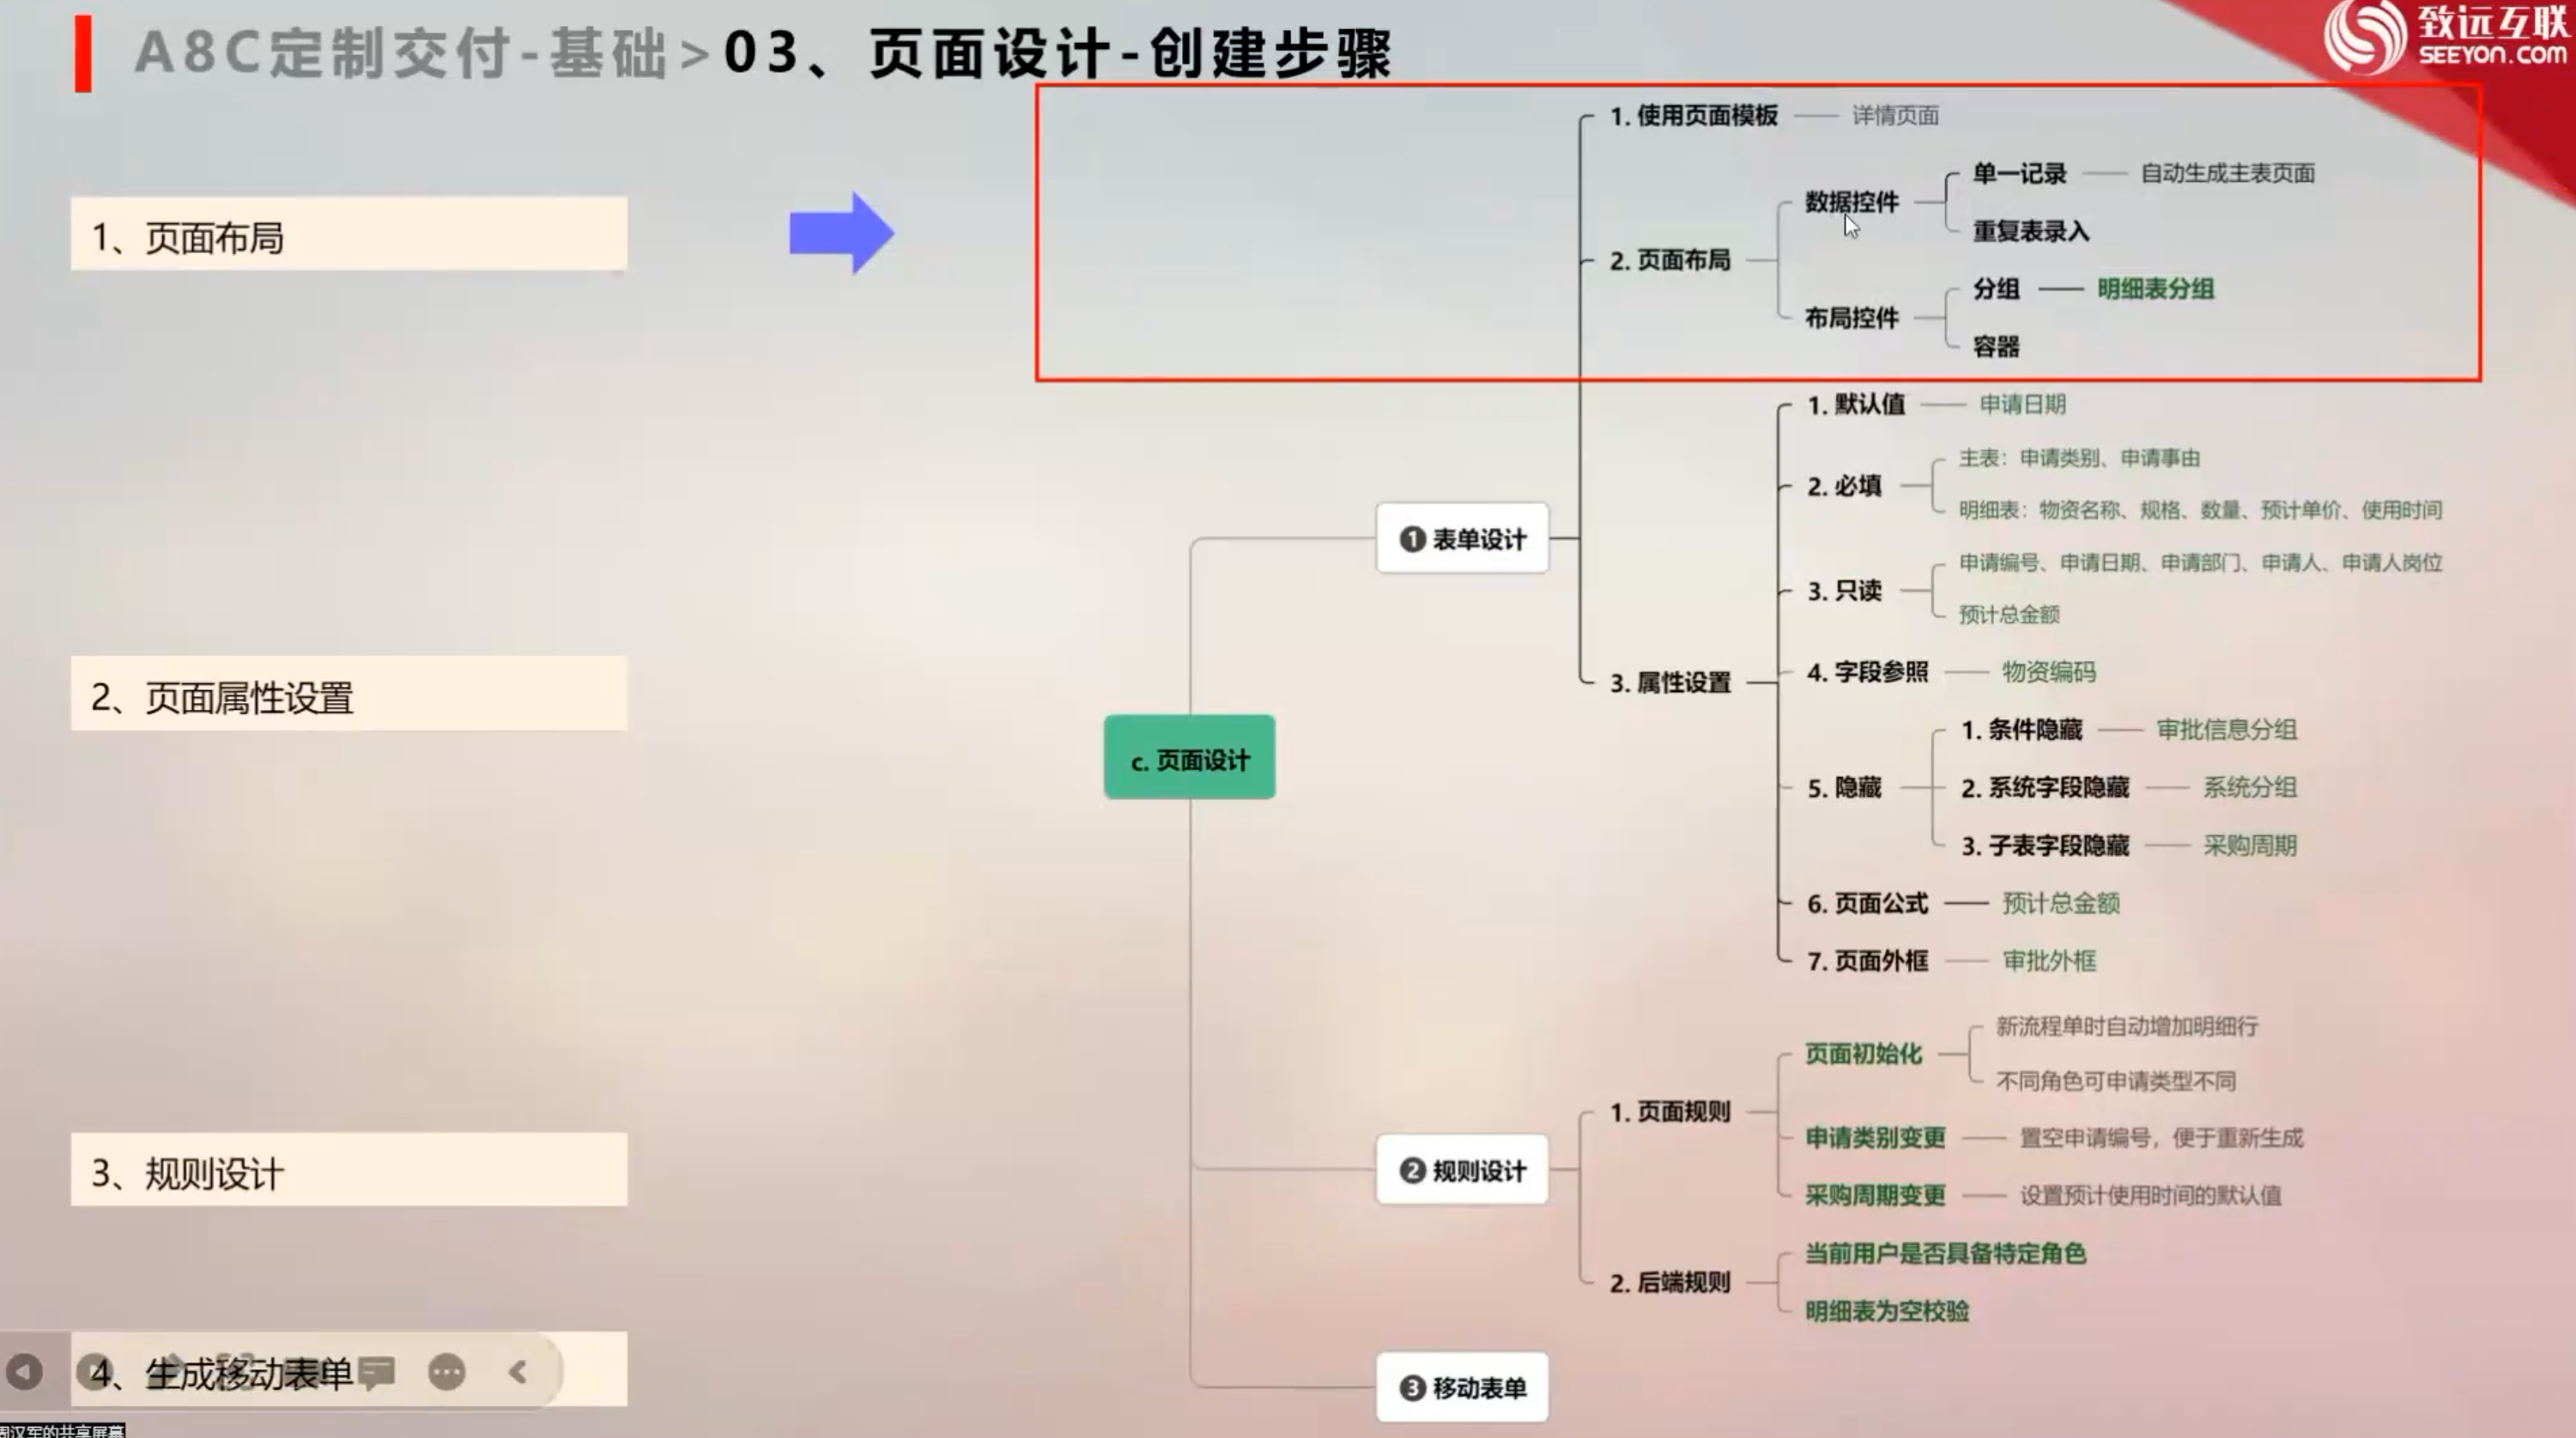 A8C定制交付-基础>03、页面设计-创建步骤
致远互联
SEEYON.COM
1、页面布局
2、页面属性设置
3、规则设计
4、生成移动表单
c. 页面设计
❶ 表单设计
1. 使用页面模板
详情页面
2. 页面布局
数据控件
单一记录
自动生成主表页面
重复表录入
布局控件
分组
明细表分组
容器
3. 属性设置
1. 默认值
申请日期
2. 必填
主表：申请类别、申请事由
明细表：物资名称、规格、数量、预计单价、使用时间
3. 只读
申请编号、申请日期、申请部门、申请人、申请人岗位
预计总金额
4. 字段参照
物资编码
5. 隐藏
1. 条件隐藏
审批信息分组
2. 系统字段隐藏
系统分组
3. 子表字段隐藏
采购周期
6. 页面公式
预计总金额
7. 页面外框
审批外框
❷ 规则设计
1. 页面规则
页面初始化
新流程单时自动增加明细行
不同角色可申请类型不同
申请类别变更
置空申请编号，便于重新生成
采购周期变更
设置预计使用时间的默认值
2. 后端规则
当前用户是否具备特定角色
明细表为空校验
❸ 移动表单
汉军的共享屏幕